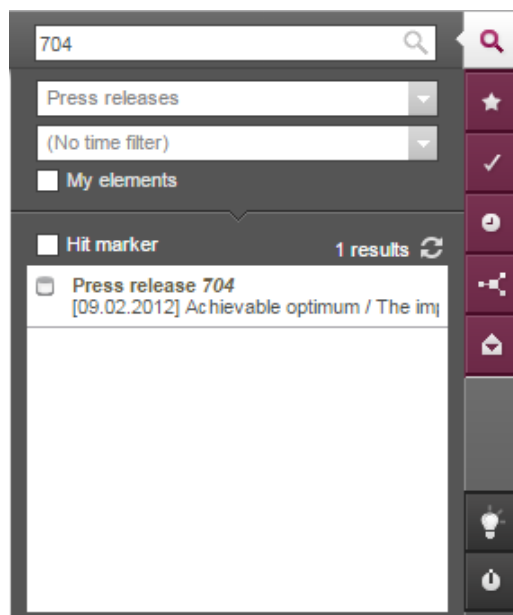 704
Press releases
(No time filter)
My elements
Hit marker
1 results
Press release 704
[09.02.2012] Achievable optimum / The